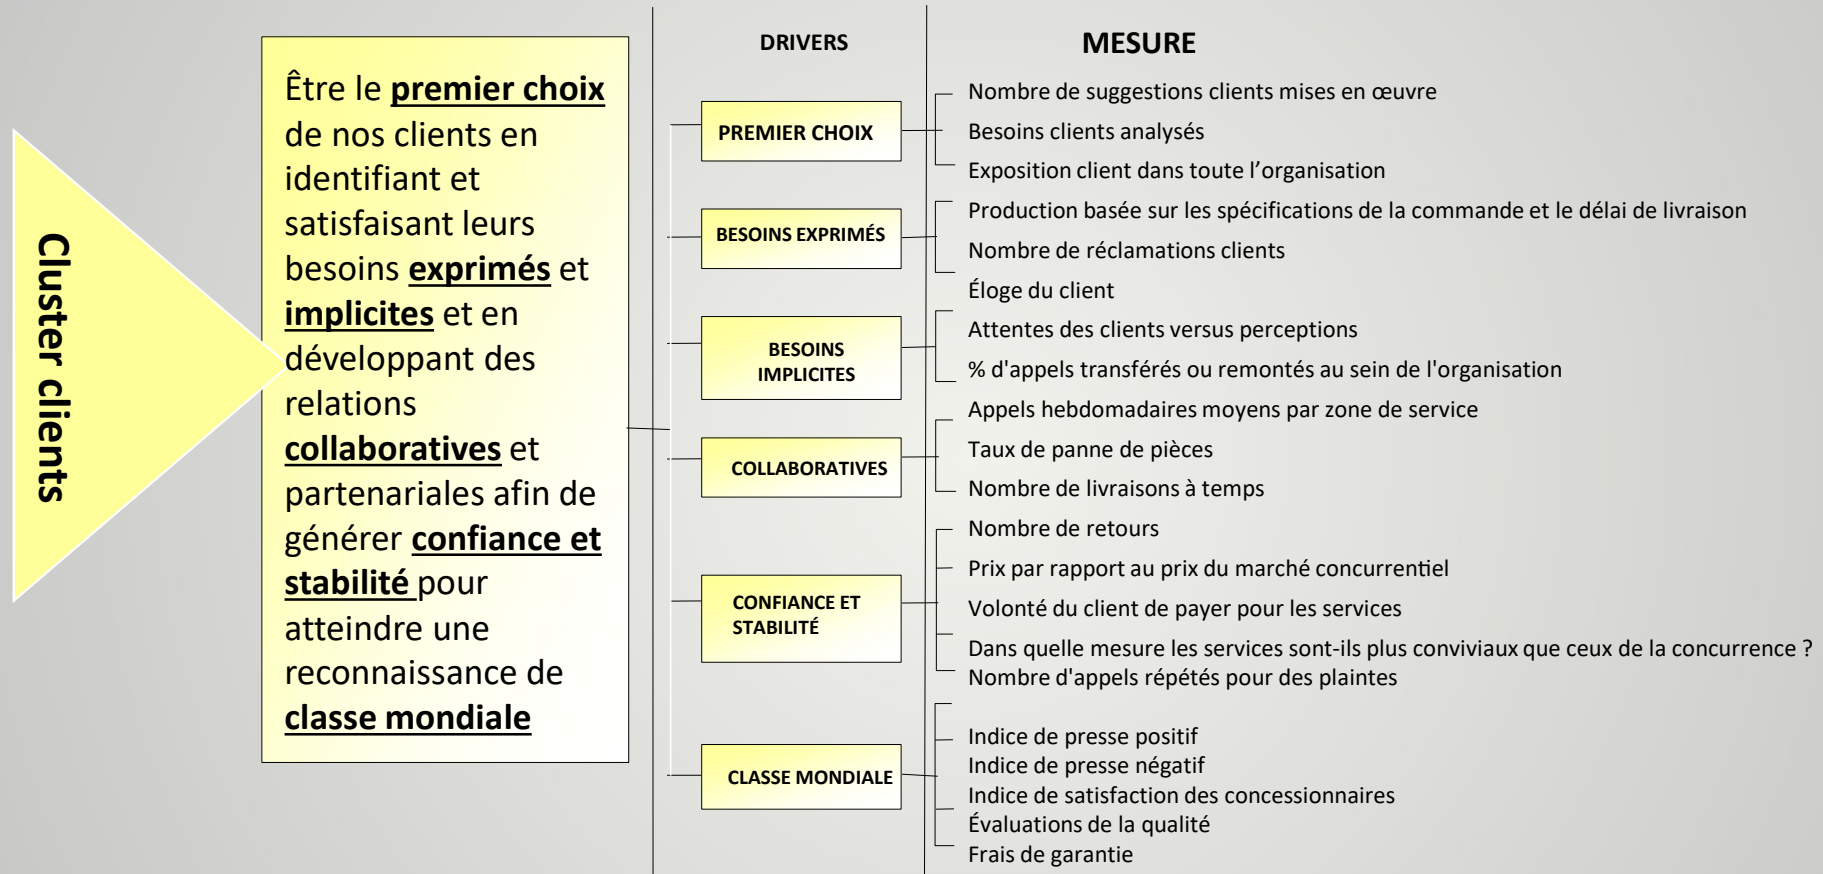 Cluster clients
Être le premier choix
de nos clients en
identifiant et
satisfaisant leurs
besoins exprimés et
implicites et en
développant des
relations
collaboratives et
partenariales afin de
générer confiance et
stabilité pour
atteindre une
reconnaissance de
classe mondiale
DRIVERS
PREMIER CHOIX
BESOINS EXPRIMÉS
BESOINS
IMPLICITES
COLLABORATIVES
CONFIANCE ET
STABILITÉ
CLASSE MONDIALE
MESURE
Nombre de suggestions clients mises en œuvre
Besoins clients analysés
Exposition client dans toute l’organisation
Production basée sur les spécifications de la commande et le délai de livraison
Nombre de réclamations clients
Éloge du client
Attentes des clients versus perceptions
% d'appels transférés ou remontés au sein de l'organisation
Appels hebdomadaires moyens par zone de service
Taux de panne de pièces
Nombre de livraisons à temps
Nombre de retours
Prix par rapport au prix du marché concurrentiel
Volonté du client de payer pour les services
Dans quelle mesure les services sont-ils plus conviviaux que ceux de la concurrence ?
Nombre d'appels répétés pour des plaintes
Indice de presse positif
Indice de presse négatif
Indice de satisfaction des concessionnaires
Évaluations de la qualité
Frais de garantie